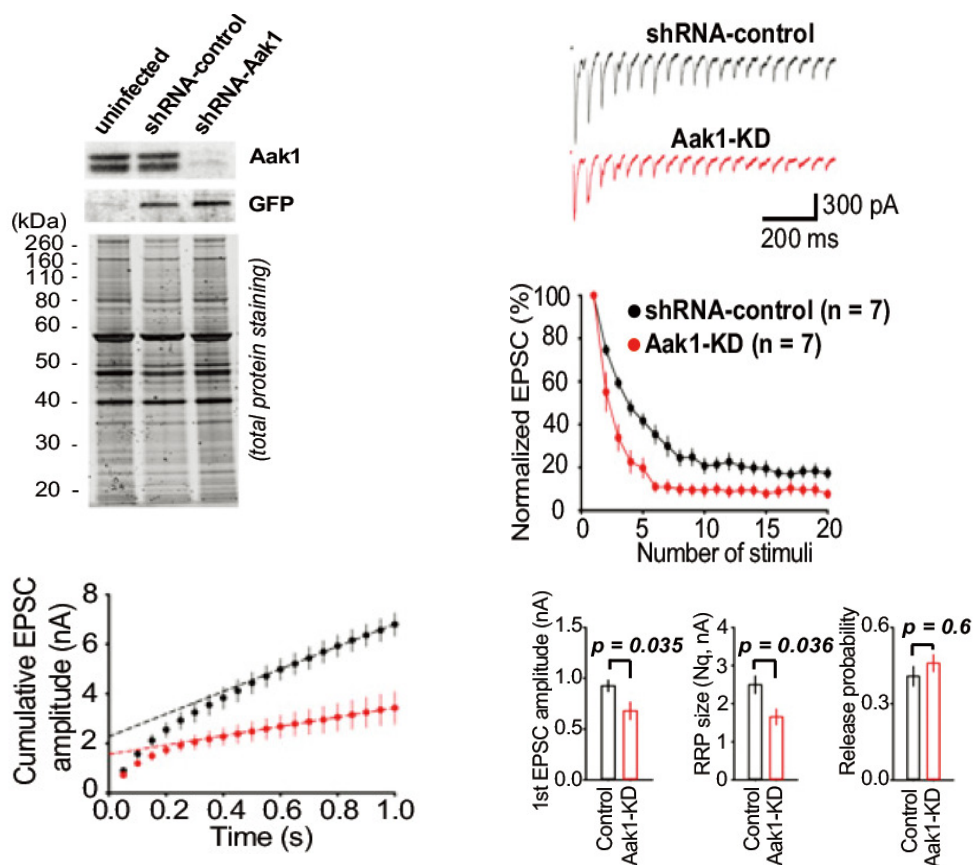 uninfected
shRNA-control
shRNA-Aak1
Aak1
GFP
(kDa)
260 -
160 -
110 -
80 -
60 -
50 -
40 -
30 -
20 -
(total protein staining)
shRNA-control
Aak1-KD
300 pA
200 ms
Normalized EPSC (%)
100
80
60
40
20
0
shRNA-control (n = 7)
Aak1-KD (n = 7)
0 5 10 15 20
Number of stimuli
Cumulative EPSC
amplitude (nA)
8
6
4
2
0
0.0 0.2 0.4 0.6 0.8 1.0
Time (s)
1st EPSC amplitude (nA)
1.5
1.0
0.5
0.0
p = 0.035
Control
Aak1-KD
RRP size (Nq, nA)
4
3
2
1
0
p = 0.036
Control
Aak1-KD
Release probability
0.6
0.3
0.0
p = 0.6
Control
Aak1-KD